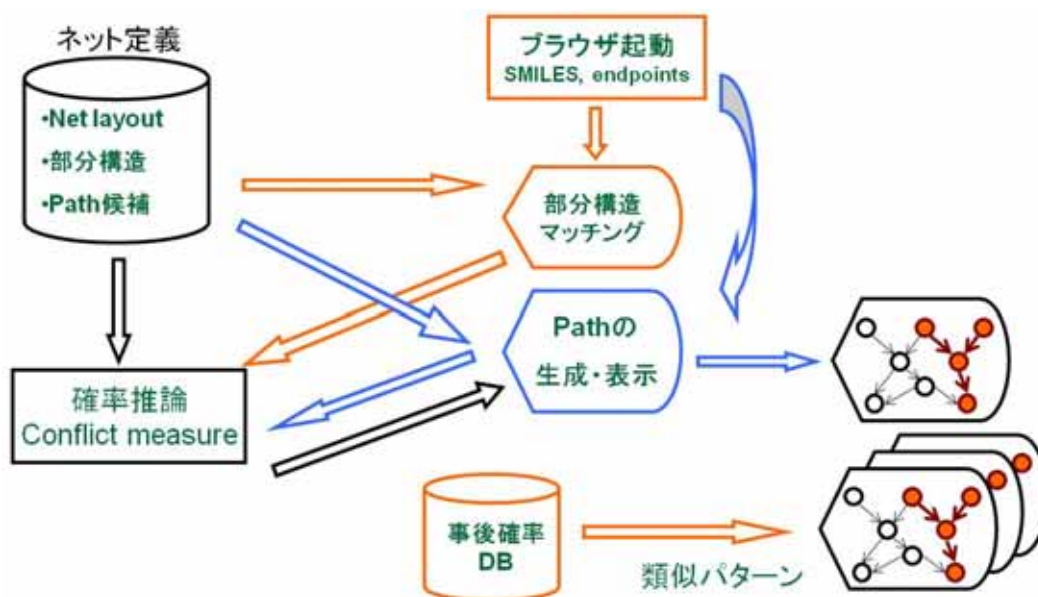 ネット定義
•Net layout
•部分構造
•Path候補
ブラウザ起動
SMILES, endpoints
部分構造
マッチング
Pathの
生成・表示
確率推論
Conflict measure
事後確率
DB
類似パターン